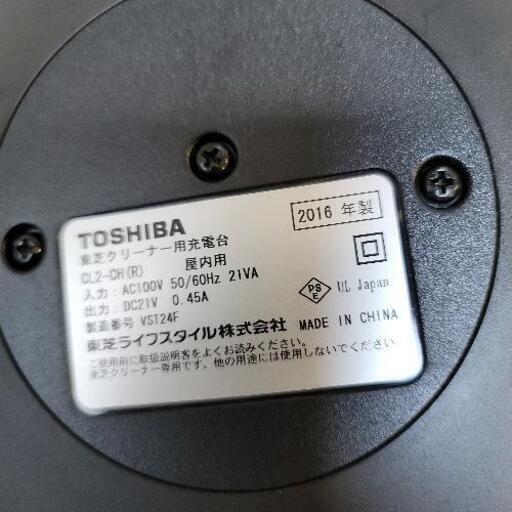 TOSHIBA
2016 年製
東芝クリーナー用充電台
CL2-CH(R) 屋内用
入力：AC100V 50/60Hz 21VA
出力：DC21V 0.45A
PS
E
UL Japan
製造番号 VST24F
東芝ライフスタイル株式会社 MADE IN CHINA
ご使用前に取扱説明書をよくお読みください。
東芝クリーナー専用です。他の用途には使用しないでください。